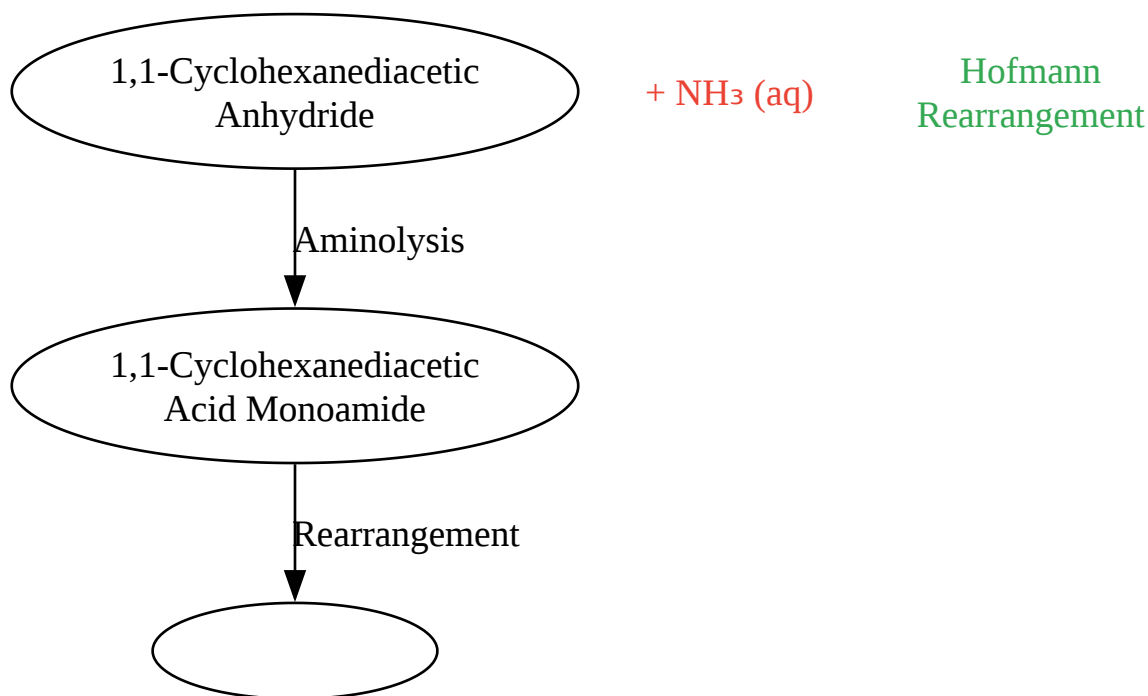 1,1-Cyclohexanediacetic
Anhydride
+ NH₃ (aq)
Hofmann
Rearrangement
Aminolysis
1,1-Cyclohexanediacetic
Acid Monoamide
Rearrangement